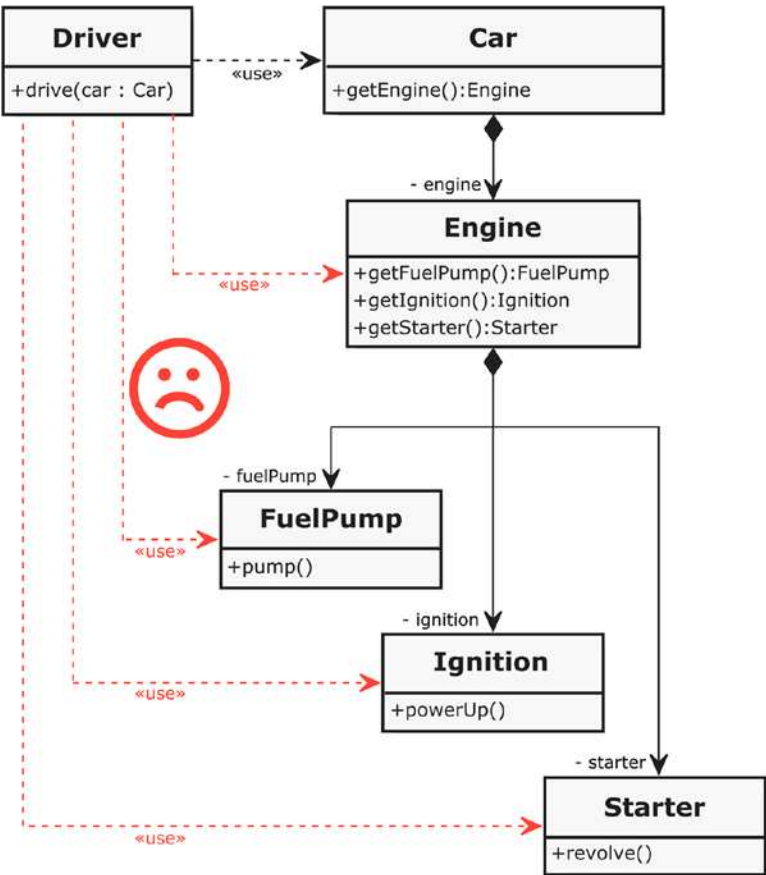 Driver
+drive(car : Car)
«use»
Car
+getEngine():Engine
- engine
Engine
+getFuelPump():FuelPump
+getIgnition():Ignition
+getStarter():Starter
«use»
- fuelPump
FuelPump
+pump()
«use»
- ignition
Ignition
+powerUp()
«use»
- starter
Starter
+revolve()
«use»